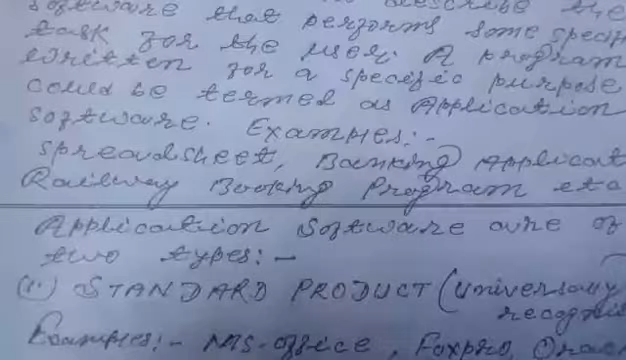 software that performs some specif
task for the user. A program
written for a specific purpose
could be termed as Application
software. Examples:-
spreadsheet, Banking Applicat
Railway Booking Program etc
Application software are of
two types:-
(i) STANDARD PRODUCT (universally
recognis
Examples:- MS-office, Foxpro Orac